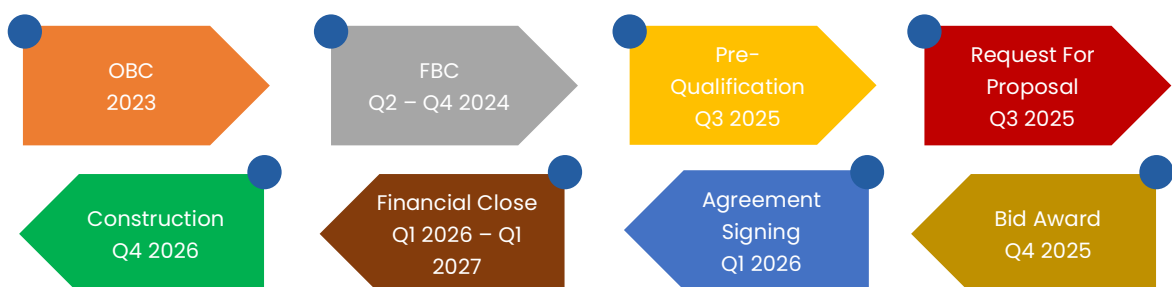 OBC
2023
FBC
Q2 – Q4 2024
Pre-
Qualification
Q3 2025
Request For
Proposal
Q3 2025
Construction
Q4 2026
Financial Close
Q1 2026 – Q1
2027
Agreement
Signing
Q1 2026
Bid Award
Q4 2025